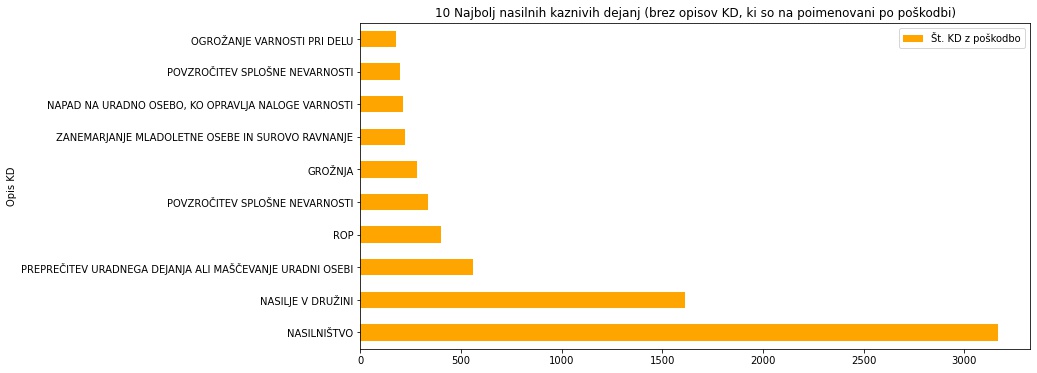 10 Najbolj nasilnih kaznivih dejanj (brez opisov KD, ki so na poimenovani po poškodbi)
Št. KD z poškodbo
Opis KD
OGROŽANJE VARNOSTI PRI DELU
POVZROČITEV SPLOŠNE NEVARNOSTI
NAPAD NA URADNO OSEBO, KO OPRAVLJA NALOGE VARNOSTI
ZANEMARJANJE MLADOLETNE OSEBE IN SUROVO RAVNANJE
GROŽNJA
POVZROČITEV SPLOŠNE NEVARNOSTI
ROP
PREPREČITEV URADNEGA DEJANJA ALI MAŠČEVANJE URADNI OSEBI
NASILJE V DRUŽINI
NASILNIŠTVO
0 500 1000 1500 2000 2500 3000